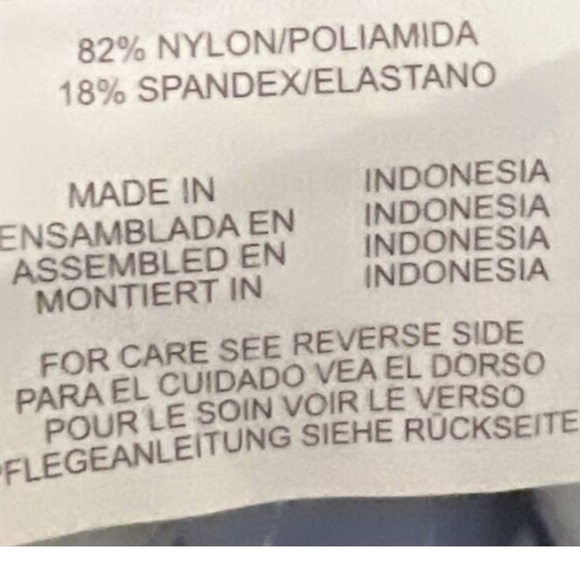 82% NYLON/POLIAMIDA
18% SPANDEX/ELASTANO
MADE IN INDONESIA
ENSAMBLADA EN INDONESIA
ASSEMBLED EN INDONESIA
MONTIERT IN INDONESIA
FOR CARE SEE REVERSE SIDE
PARA EL CUIDADO VEA EL DORSO
POUR LE SOIN VOIR LE VERSO
PFLEGEANLEITUNG SIEHE RÜCKSEITE